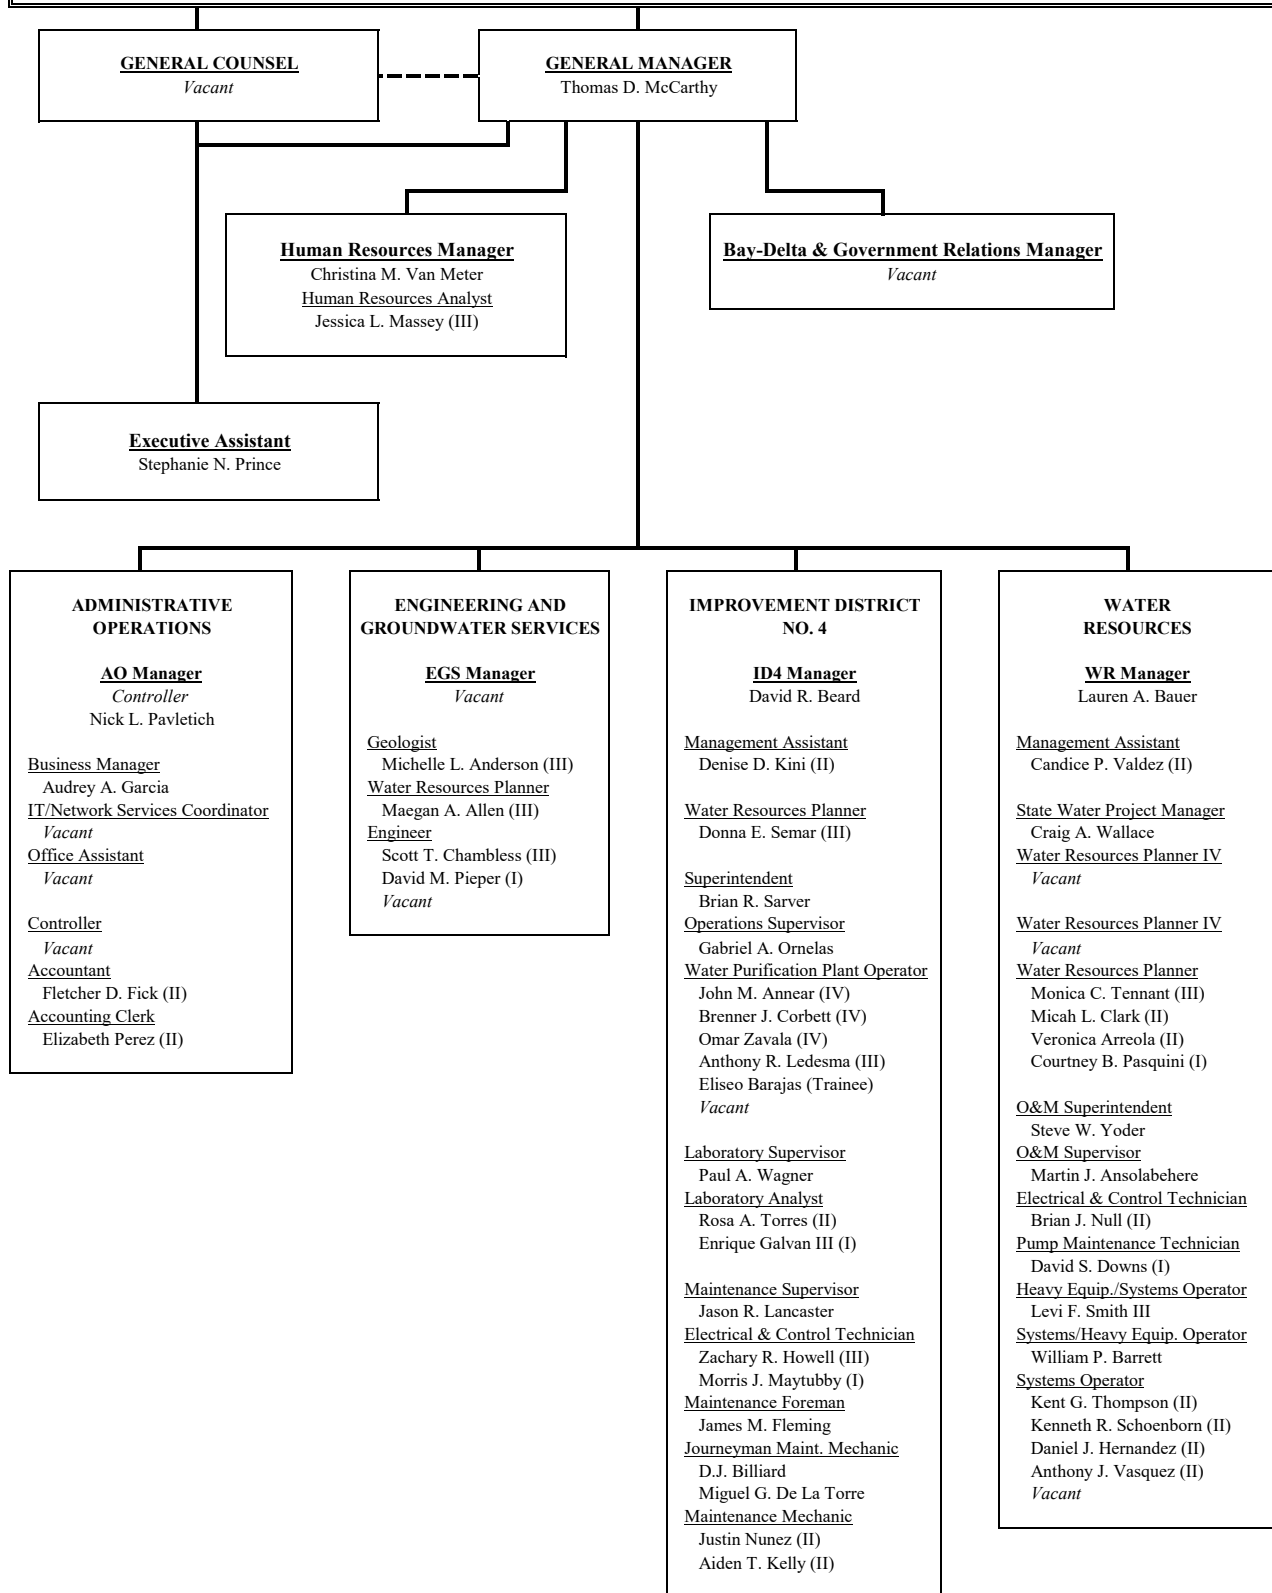 GENERAL COUNSEL
Vacant
GENERAL MANAGER
Thomas D. McCarthy
Human Resources Manager
Christina M. Van Meter
Human Resources Analyst
Jessica L. Massey (III)
Bay-Delta & Government Relations Manager
Vacant
Executive Assistant
Stephanie N. Prince
ADMINISTRATIVE
OPERATIONS
AO Manager
Controller
Nick L. Pavletich
Business Manager
Audrey A. Garcia
IT/Network Services Coordinator
Vacant
Office Assistant
Vacant
Controller
Vacant
Accountant
Fletcher D. Fick (II)
Accounting Clerk
Elizabeth Perez (II)
ENGINEERING AND
GROUNDWATER SERVICES
EGS Manager
Vacant
Geologist
Michelle L. Anderson (III)
Water Resources Planner
Maegan A. Allen (III)
Engineer
Scott T. Chambless (III)
David M. Pieper (I)
Vacant
IMPROVEMENT DISTRICT
NO. 4
ID4 Manager
David R. Beard
Management Assistant
Denise D. Kini (II)
Water Resources Planner
Donna E. Semar (III)
Superintendent
Brian R. Sarver
Operations Supervisor
Gabriel A. Ornelas
Water Purification Plant Operator
John M. Annear (IV)
Brenner J. Corbett (IV)
Omar Zavala (IV)
Anthony R. Ledesma (III)
Eliseo Barajas (Trainee)
Vacant
Laboratory Supervisor
Paul A. Wagner
Laboratory Analyst
Rosa A. Torres (II)
Enrique Galvan III (I)
Maintenance Supervisor
Jason R. Lancaster
Electrical & Control Technician
Zachary R. Howell (III)
Morris J. Maytubby (I)
Maintenance Foreman
James M. Fleming
Journeyman Maint. Mechanic
D.J. Billiard
Miguel G. De La Torre
Maintenance Mechanic
Justin Nunez (II)
Aiden T. Kelly (II)
WATER
RESOURCES
WR Manager
Lauren A. Bauer
Management Assistant
Candice P. Valdez (II)
State Water Project Manager
Craig A. Wallace
Water Resources Planner IV
Vacant
Water Resources Planner IV
Vacant
Water Resources Planner
Monica C. Tennant (III)
Micah L. Clark (II)
Veronica Arreola (II)
Courtney B. Pasquini (I)
O&M Superintendent
Steve W. Yoder
O&M Supervisor
Martin J. Ansolabehere
Electrical & Control Technician
Brian J. Null (II)
Pump Maintenance Technician
David S. Downs (I)
Heavy Equip./Systems Operator
Levi F. Smith III
Systems/Heavy Equip. Operator
William P. Barrett
Systems Operator
Kent G. Thompson (II)
Kenneth R. Schoenborn (II)
Daniel J. Hernandez (II)
Anthony J. Vasquez (II)
Vacant